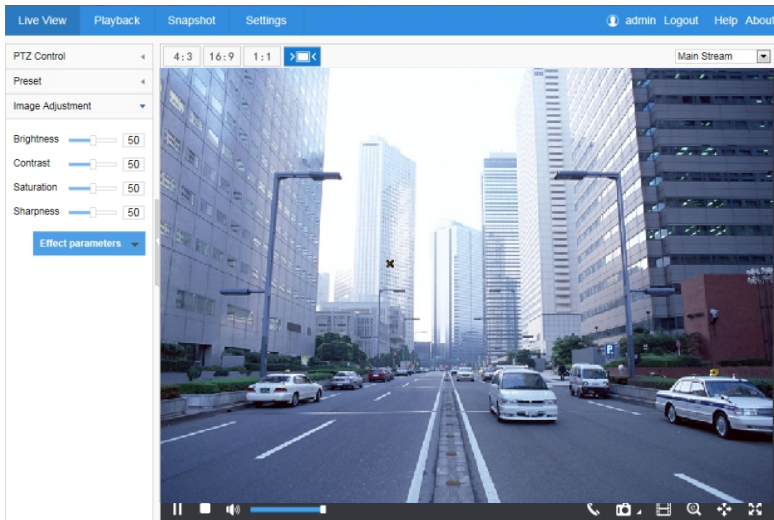 Live View Playback Snapshot Settings admin Logout Help About
PTZ Control
4:3 16:9 1:1 Main Stream
Preset
Image Adjustment
Brightness 50
Contrast 50
Saturation 50
Sharpness 50
Effect parameters
P